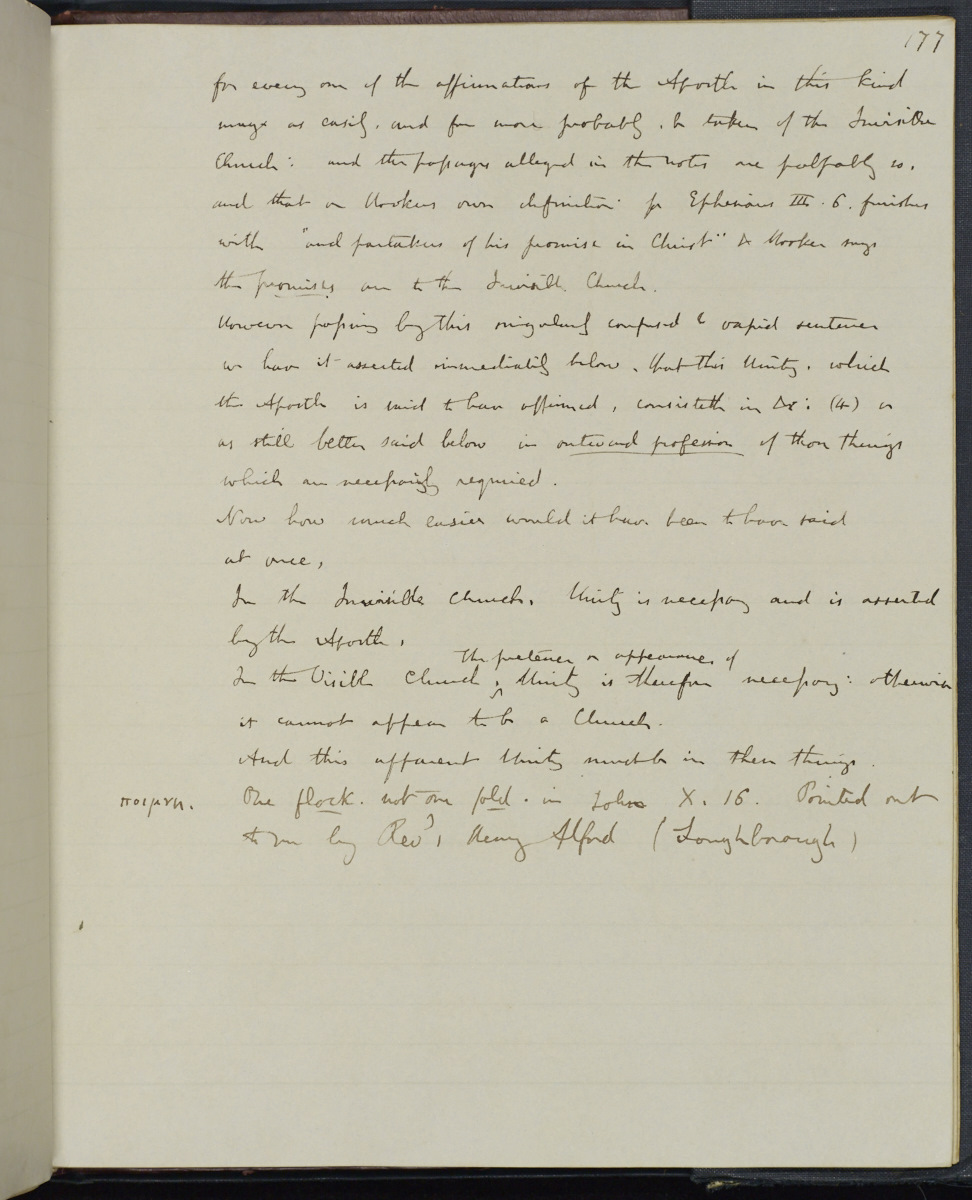 177
for every one of the affirmations of the Apostle in this kind
may as easily, and far more probably, be taken of the Invisible
Church: and the passages alleged in the notes are palpably so,
and that on Hookers own definition for Ephesians III. 6. finishes
with "and partakers of his promise in Christ" & Hooker says
the promises are to the Invisible Church.
However passing by this singularly confused & vapid sentence
we have it asserted immediately below, that this Unity, which
the Apostle is said to have affirmed, consisteth in &c: (4) or
as still better said below in outward profession of those things
which are necessarily required.
Now how much easier would it have been to have said
at once,
In the Invisible Church, Unity is necessary and is asserted
by the Apostle,
the pretence or appearance of
In the Visible Church, Unity is therefore necessary: otherwise
it cannot appear to be a Church.
And this apparent Unity must be in these things.
ποιμνη. One flock. not one fold. in John X. 16. Pointed out
to me by Revd, Henry Alford (Loughborough)